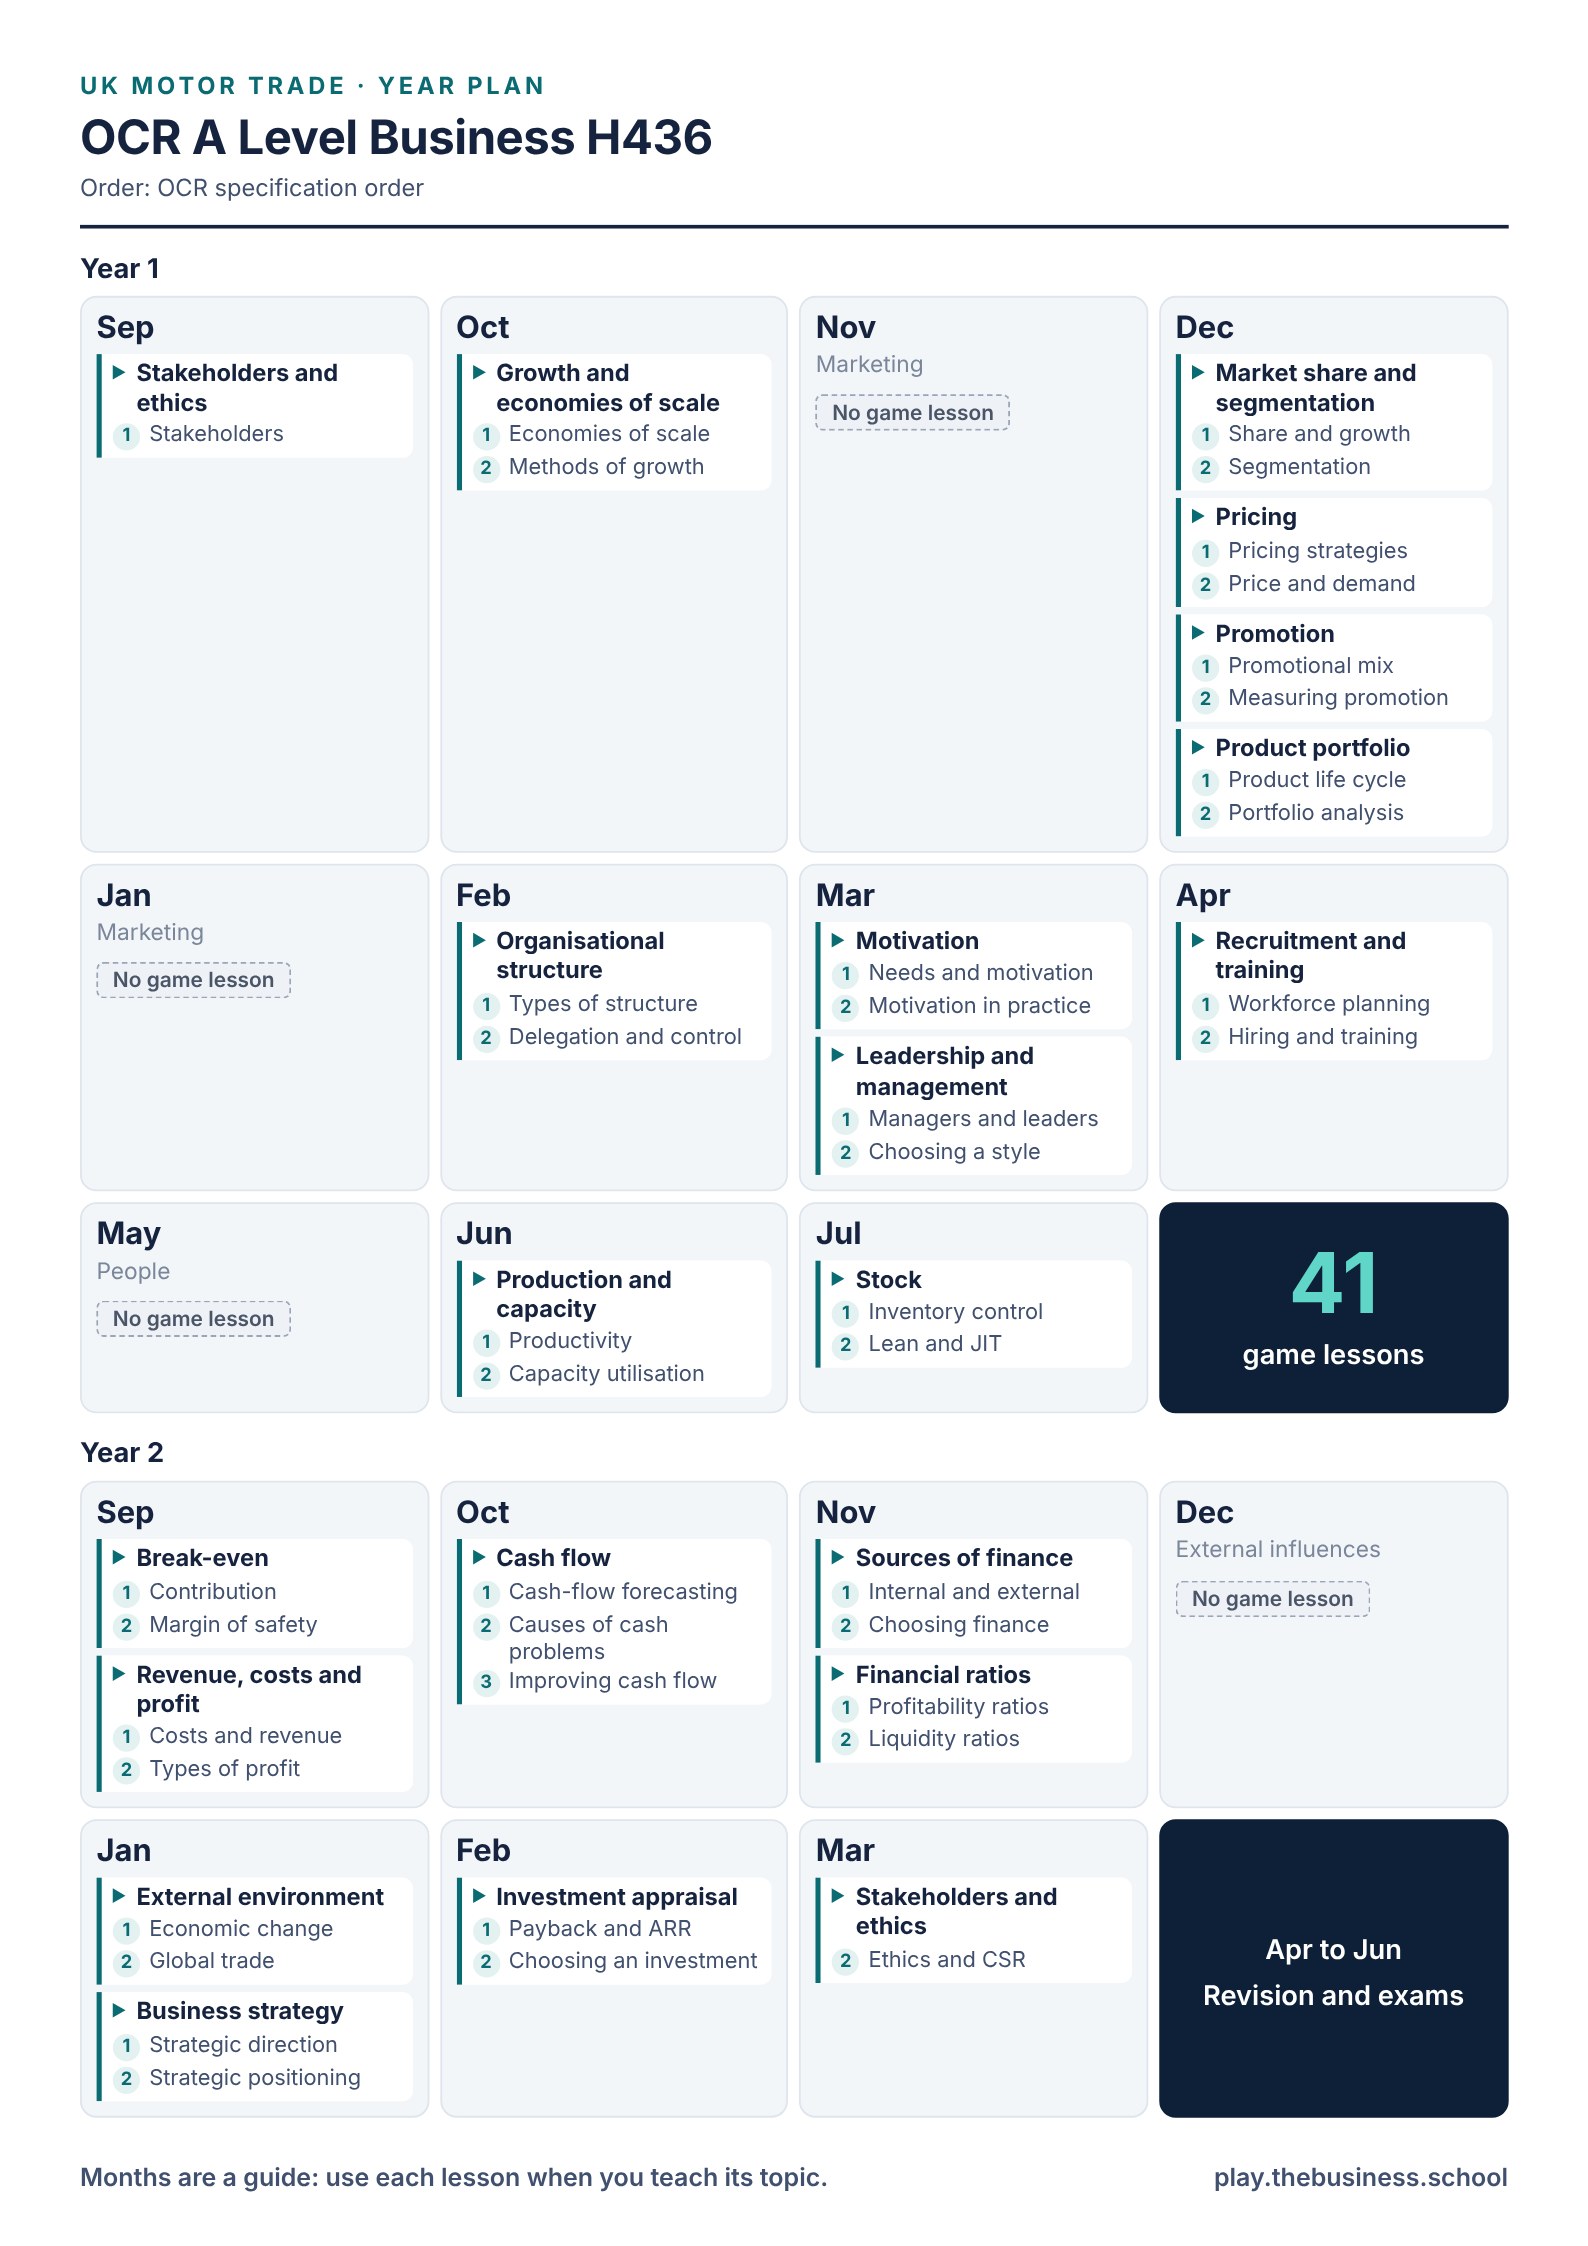 UK MOTOR TRADE · YEAR PLAN
OCR A Level Business H436
Order: OCR specification order
Year 1
Sep
Stakeholders and
ethics
1 Stakeholders
Oct
Growth and
economies of scale
1 Economies of scale
2 Methods of growth
Nov
Marketing
No game lesson
Dec
Market share and
segmentation
1 Share and growth
2 Segmentation
Pricing
1 Pricing strategies
2 Price and demand
Promotion
1 Promotional mix
2 Measuring promotion
Product portfolio
1 Product life cycle
2 Portfolio analysis
Jan
Marketing
No game lesson
Feb
Organisational
structure
1 Types of structure
2 Delegation and control
Mar
Motivation
1 Needs and motivation
2 Motivation in practice
Leadership and
management
1 Managers and leaders
2 Choosing a style
Apr
Recruitment and
training
1 Workforce planning
2 Hiring and training
May
People
No game lesson
Jun
Production and
capacity
1 Productivity
2 Capacity utilisation
Jul
Stock
1 Inventory control
2 Lean and JIT
41
game lessons
Year 2
Sep
Break-even
1 Contribution
2 Margin of safety
Revenue, costs and
profit
1 Costs and revenue
2 Types of profit
Oct
Cash flow
1 Cash-flow forecasting
2 Causes of cash
problems
3 Improving cash flow
Nov
Sources of finance
1 Internal and external
2 Choosing finance
Financial ratios
1 Profitability ratios
2 Liquidity ratios
Dec
External influences
No game lesson
Jan
External environment
1 Economic change
2 Global trade
Business strategy
1 Strategic direction
2 Strategic positioning
Feb
Investment appraisal
1 Payback and ARR
2 Choosing an investment
Mar
Stakeholders and
ethics
2 Ethics and CSR
Apr to Jun
Revision and exams
Months are a guide: use each lesson when you teach its topic.
play.thebusiness.school